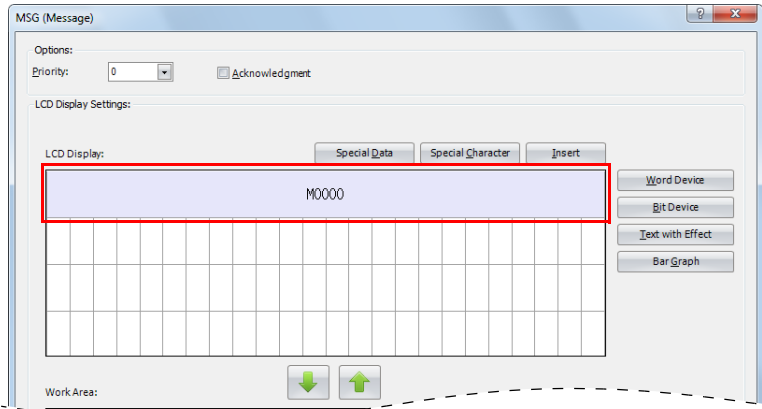 MSG (Message)
Options:
Priority: 0 Acknowledgment
LCD Display Settings:
LCD Display: Special Data Special Character Insert
M0000
Word Device
Bit Device
Text with Effect
Bar Graph
Work Area: